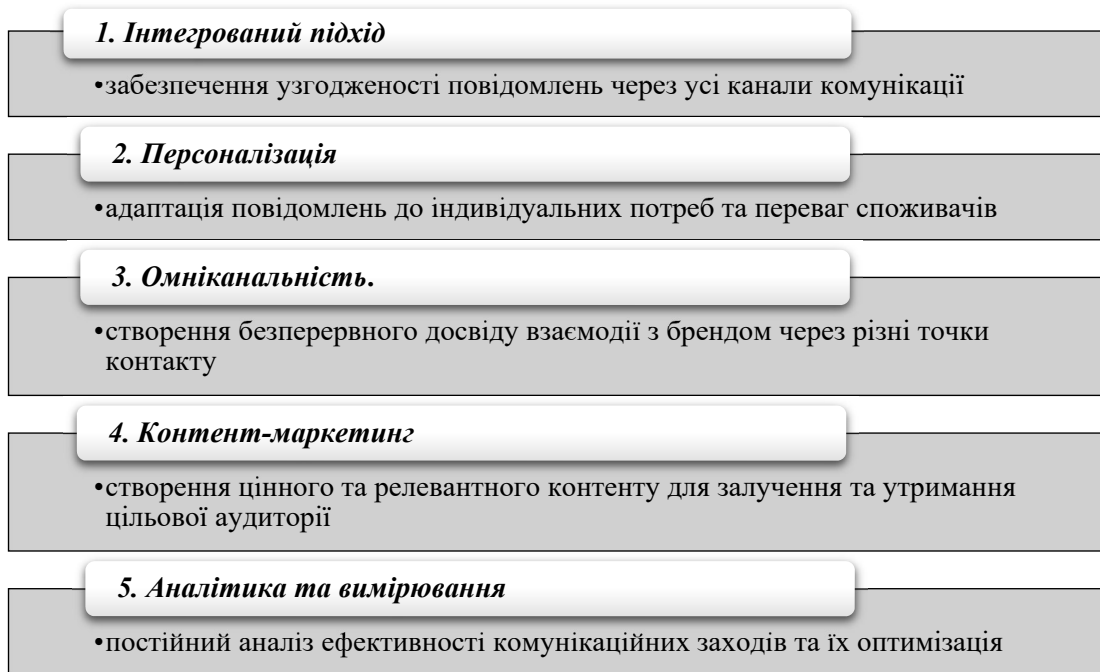 1. Інтегрований підхід
•забезпечення узгодженості повідомлень через усі канали комунікації
2. Персоналізація
•адаптація повідомлень до індивідуальних потреб та переваг споживачів
3. Омніканальність.
•створення безперервного досвіду взаємодії з брендом через різні точки
контакту
4. Контент-маркетинг
•створення цінного та релевантного контенту для залучення та утримання
цільової аудиторії
5. Аналітика та вимірювання
•постійний аналіз ефективності комунікаційних заходів та їх оптимізація